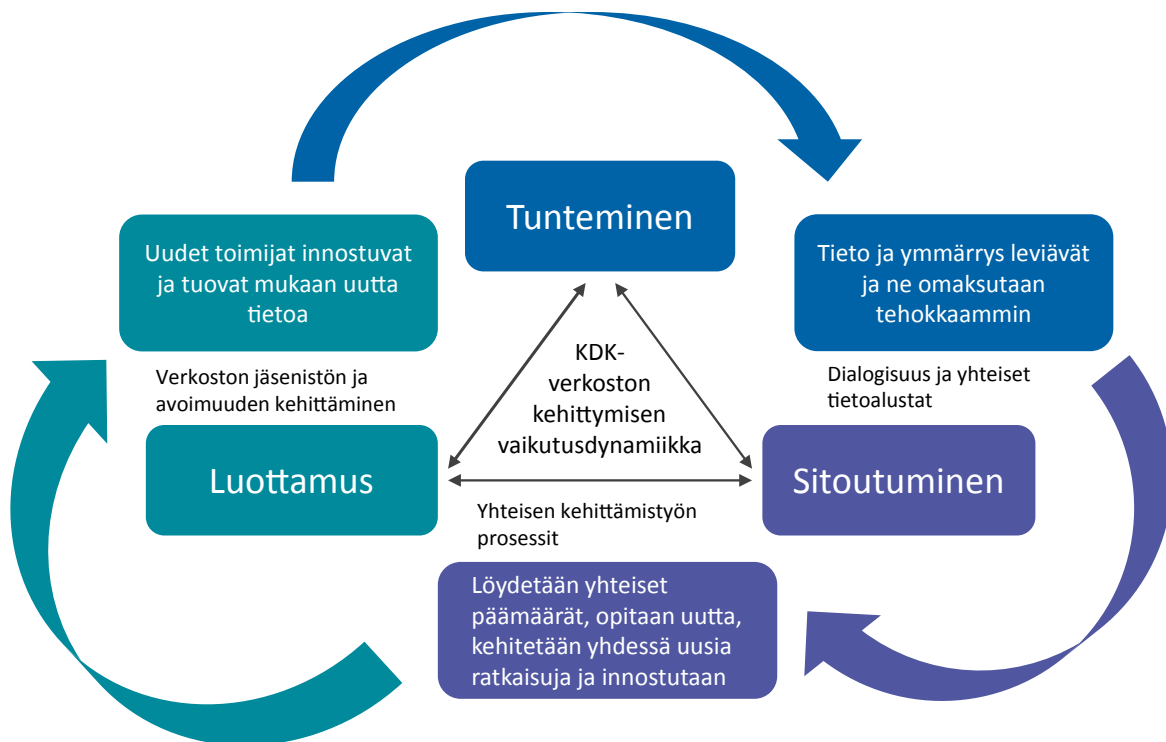 Tunteminen
Uudet toimijat innostuvat
ja tuovat mukaan uutta
tietoa
Tieto ja ymmärrys leviävät
ja ne omaksutaan
tehokkaammin
Verkoston jäsenistön ja
avoimuuden kehittäminen
KDK-
verkoston
kehittymisen
vaikutusdynamiikka
Dialogisuus ja yhteiset
tietoalustat
Luottamus
Sitoutuminen
Yhteisen kehittämistyön
prosessit
Löydetään yhteiset
päämäärät, opitaan uutta,
kehitetään yhdessä uusia
ratkaisuja ja innostutaan